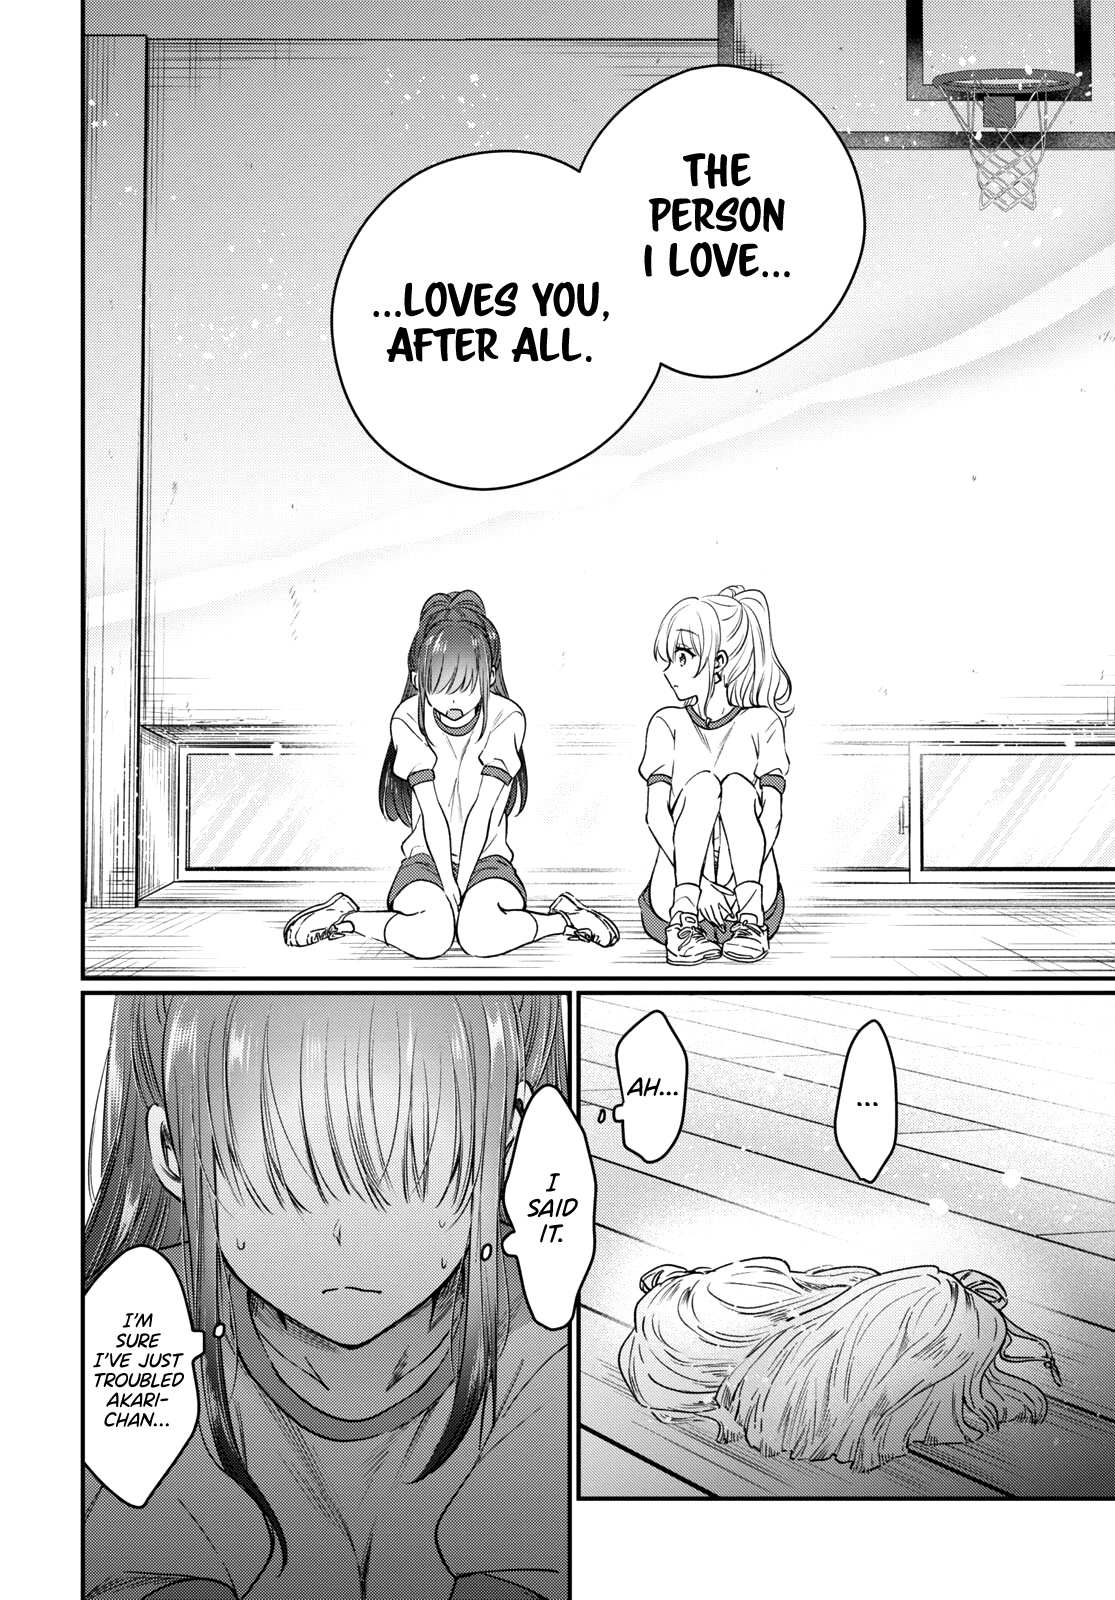 THE
PERSON
I LOVE...
...LOVES YOU,
AFTER ALL.
...
AH...
I
SAID
IT.
I'M
SURE
I'VE JUST
TROUBLED
AKARI-
CHAN...